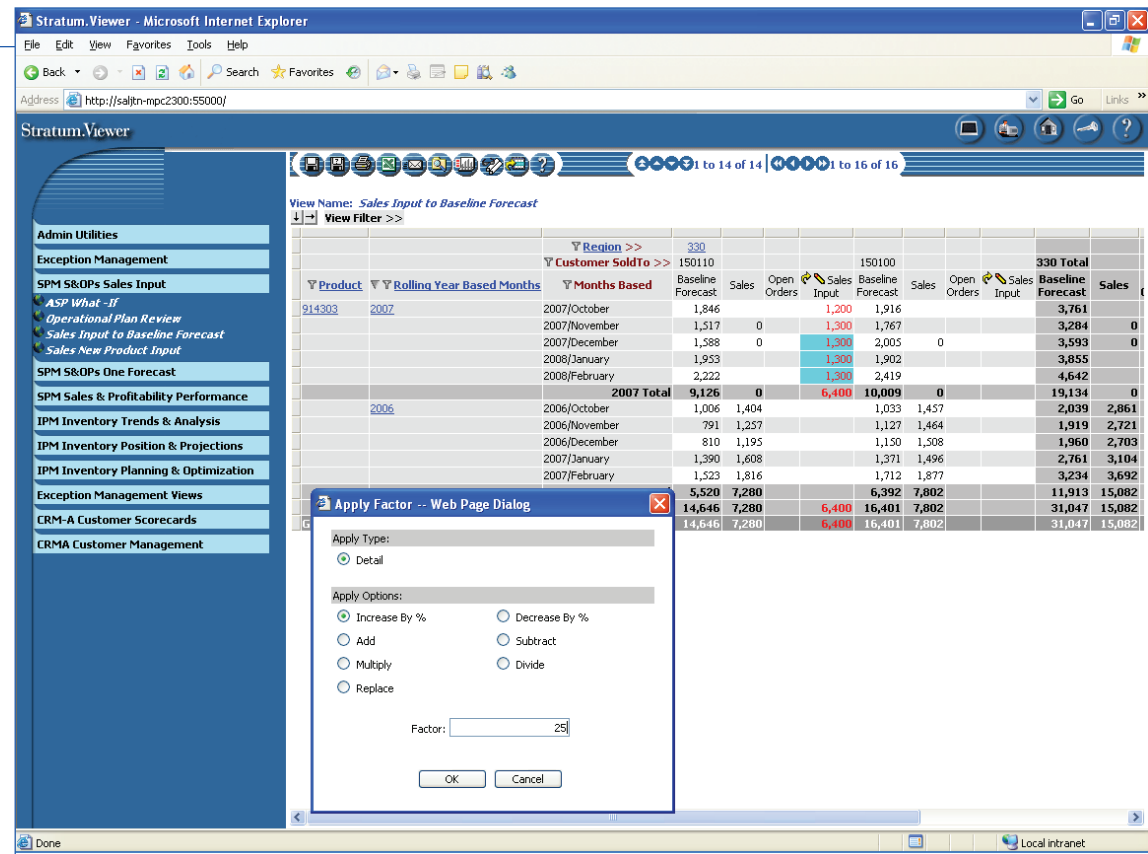 Stratum.Viewer - Microsoft Internet Explorer
File Edit View Favorites Tools Help
Back Search Favorites
Address http://saljtn-mpc2300:55000/ Go Links »
Stratum.Viewer
1 to 14 of 14 1 to 16 of 16
View Name: Sales Input to Baseline Forecast
View Filter >>
Admin Utilities
Exception Management
SPM S&OPs Sales Input
ASP What -If
Operational Plan Review
Sales Input to Baseline Forecast
Sales New Product Input
SPM S&OPs One Forecast
SPM Sales & Profitability Performance
IPM Inventory Trends & Analysis
IPM Inventory Position & Projections
IPM Inventory Planning & Optimization
Exception Management Views
CRM-A Customer Scorecards
CRMA Customer Management
Region >> 330
Customer SoldTo >> 150110 150100 330 Total
Product Rolling Year Based Months Months Based Baseline Forecast Sales Open Orders Sales Input Baseline Forecast Sales Open Orders Sales Input Baseline Forecast Sales
914303 2007 2007/October 1,846 1,200 1,916 3,761
2007/November 1,517 0 1,300 1,767 3,284 0
2007/December 1,588 0 1,300 2,005 0 3,593 0
2008/January 1,953 1,300 1,902 3,855
2008/February 2,222 1,300 2,419 4,642
2007 Total 9,126 0 6,400 10,009 0 19,134 0
2006 2006/October 1,006 1,404 1,033 1,457 2,039 2,861
2006/November 791 1,257 1,127 1,464 1,919 2,721
2006/December 810 1,195 1,150 1,508 1,960 2,703
2007/January 1,390 1,608 1,371 1,496 2,761 3,104
2007/February 1,523 1,816 1,712 1,877 3,234 3,692
5,520 7,280 6,392 7,802 11,913 15,082
14,646 7,280 6,400 16,401 7,802 31,047 15,082
G 14,646 7,280 6,400 16,401 7,802 31,047 15,082
Apply Factor -- Web Page Dialog
Apply Type:
Detail
Apply Options:
Increase By % Decrease By %
Add Subtract
Multiply Divide
Replace
Factor: 25
OK Cancel
Done Local intranet